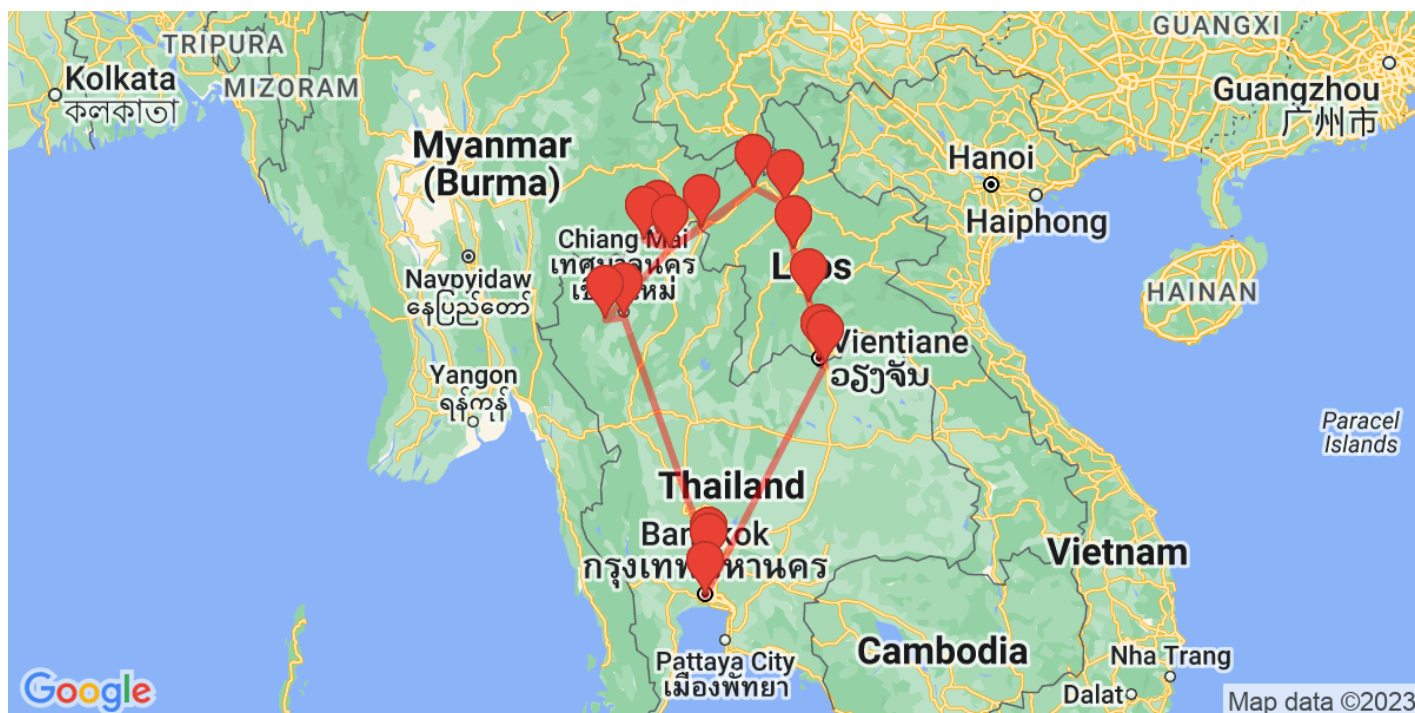 GUANGXI
TRIPURA
Kolkata
কলকাতা
MIZORAM
Guangzhou
广州市
Myanmar
(Burma)
Hanoi
Haiphong
Chiang Mai
Laos
Naypyidaw
နေပြည်တော်
HAINAN
Vientiane
ວຽງຈັນ
Yangon
ရန်ကုန်
Paracel
Islands
Thailand
Bangkok
Vietnam
Cambodia
Pattaya City
เมืองพัทยา
Nha Trang
Dalat
Google
Map data ©2023